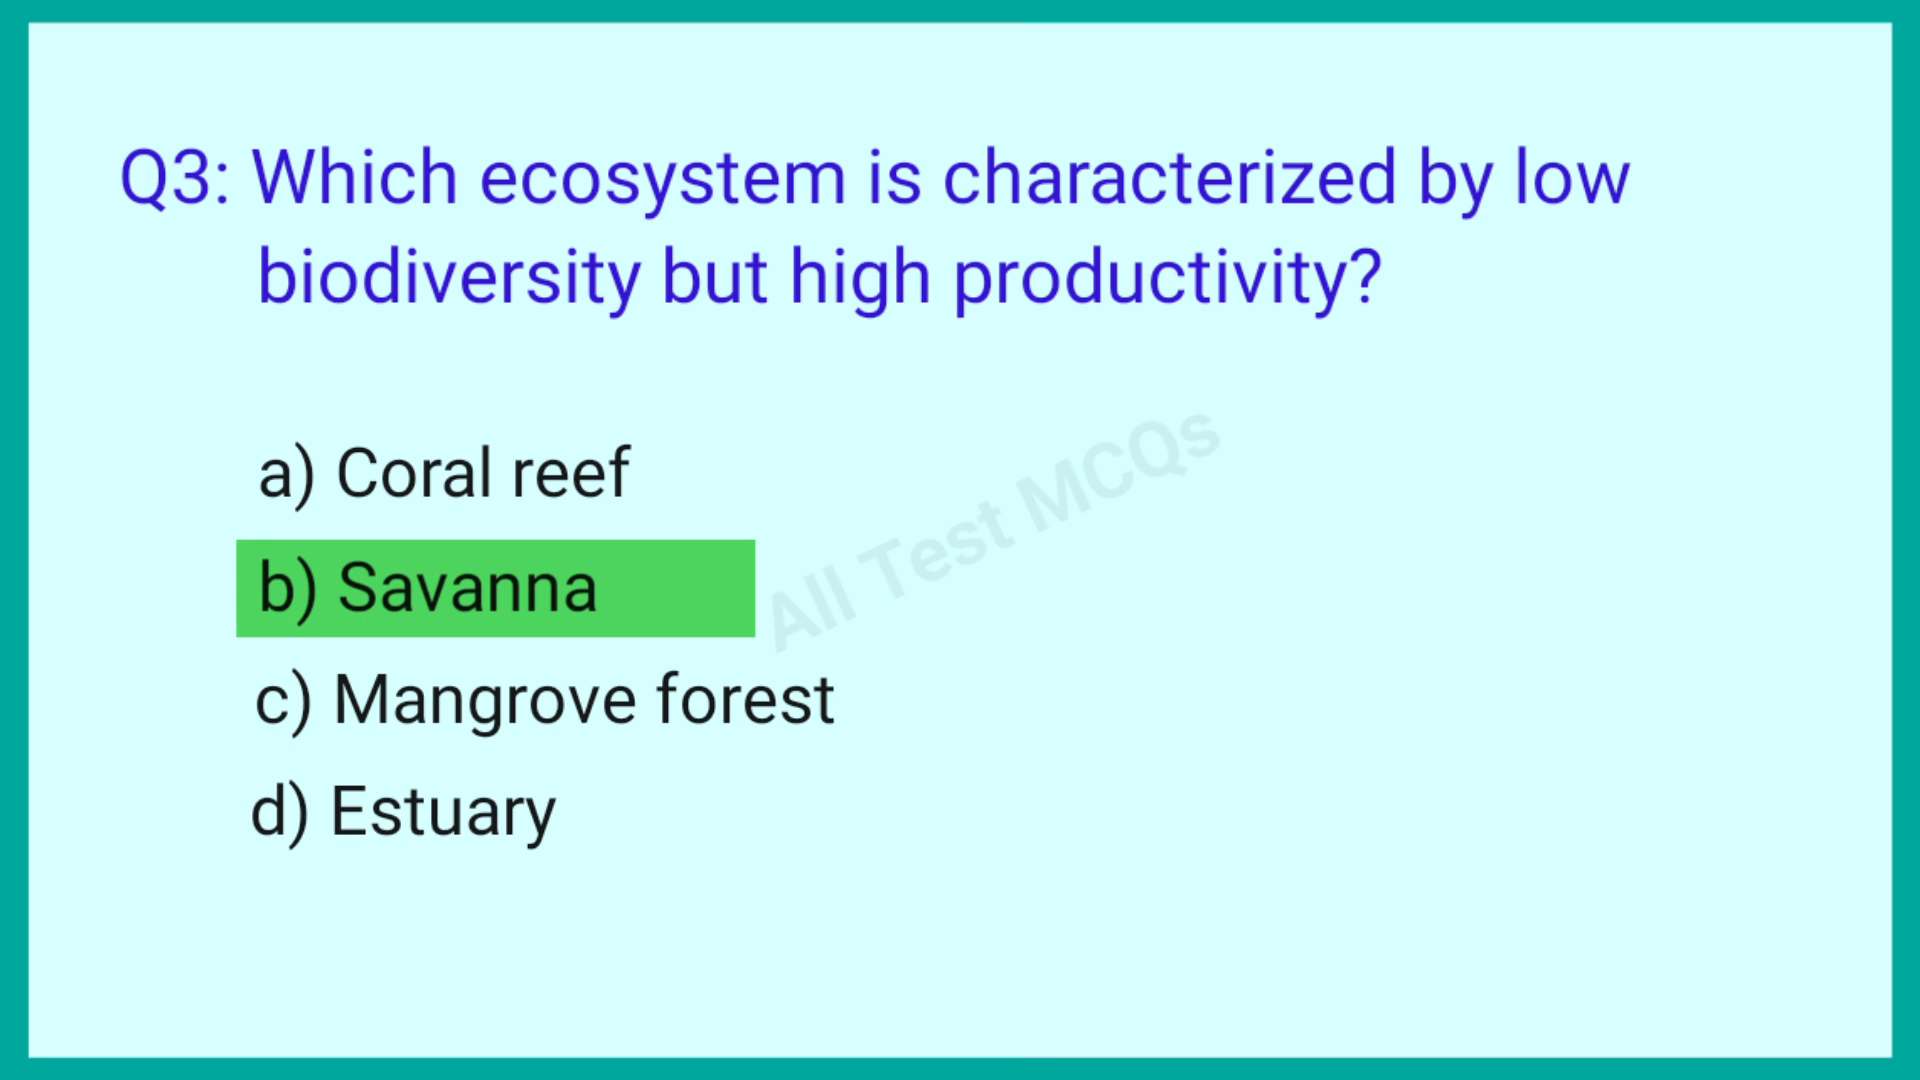 Q3: Which ecosystem is characterized by low
biodiversity but high productivity?
a) Coral reef
b) Savanna
c) Mangrove forest
d) Estuary
All Test MCQs